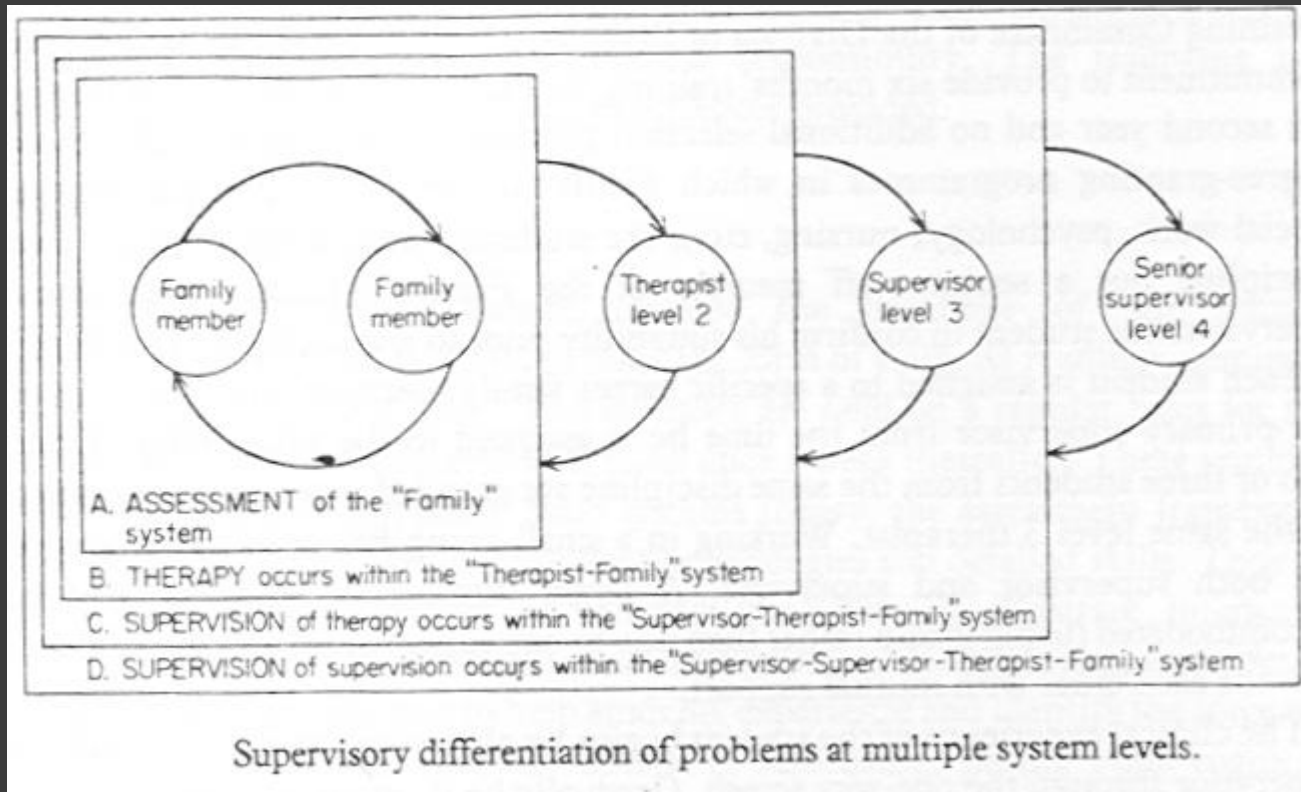 Family
member
Family
member
Therapist
level 2
Supervisor
level 3
Senior
supervisor
level 4
A. ASSESSMENT of the "Family"
system
B. THERAPY occurs within the "Therapist-Family" system
C. SUPERVISION of therapy occurs within the "Supervisor-Therapist-Family" system
D. SUPERVISION of supervision occurs within the "Supervisor-Supervisor-Therapist-Family" system
Supervisory differentiation of problems at multiple system levels.